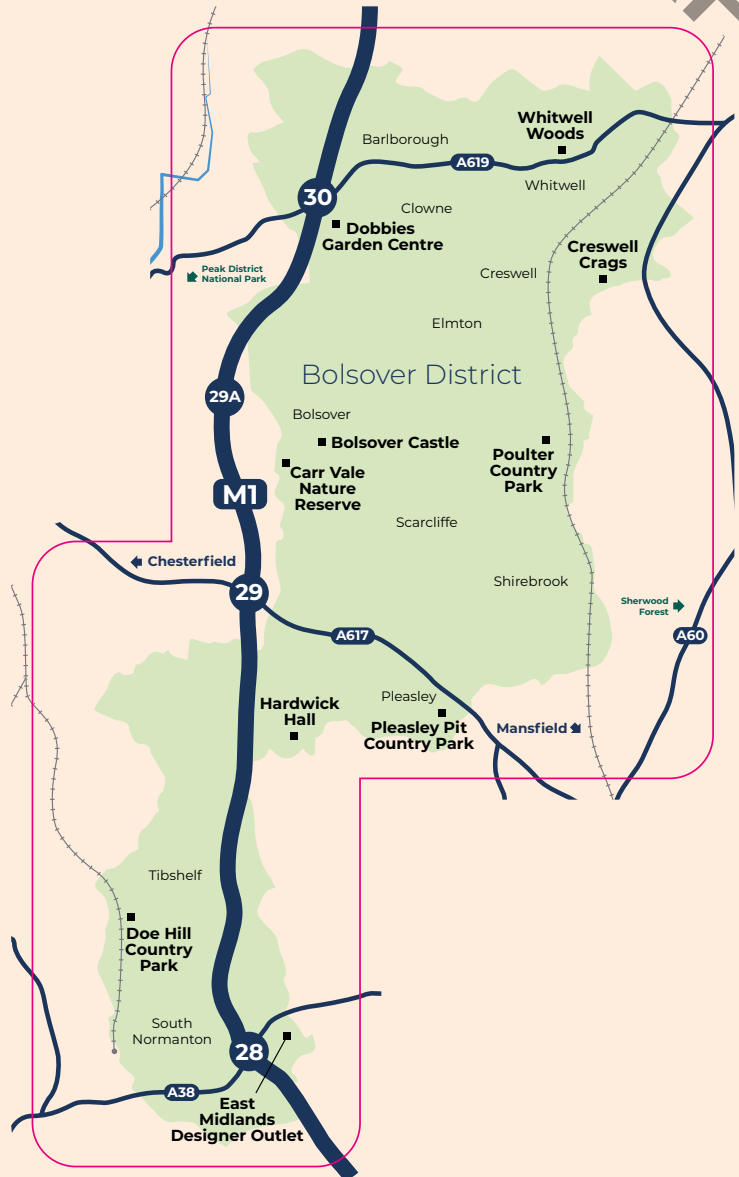 Whitwell
Woods
Barlborough
A619
Whitwell
30
Clowne
Dobbies
Garden Centre
Creswell
Crags
Peak District
National Park
Creswell
Elmton
Bolsover District
29A
Bolsover
Bolsover Castle
Poulter
Country
Park
Carr Vale
Nature
Reserve
M1
Scarcliffe
Chesterfield
Shirebrook
29
Sherwood
Forest
A617
A60
Hardwick
Hall
Pleasley
Pleasley Pit
Country Park
Mansfield
Tibshelf
Doe Hill
Country
Park
South
Normanton
28
A38
East
Midlands
Designer Outlet